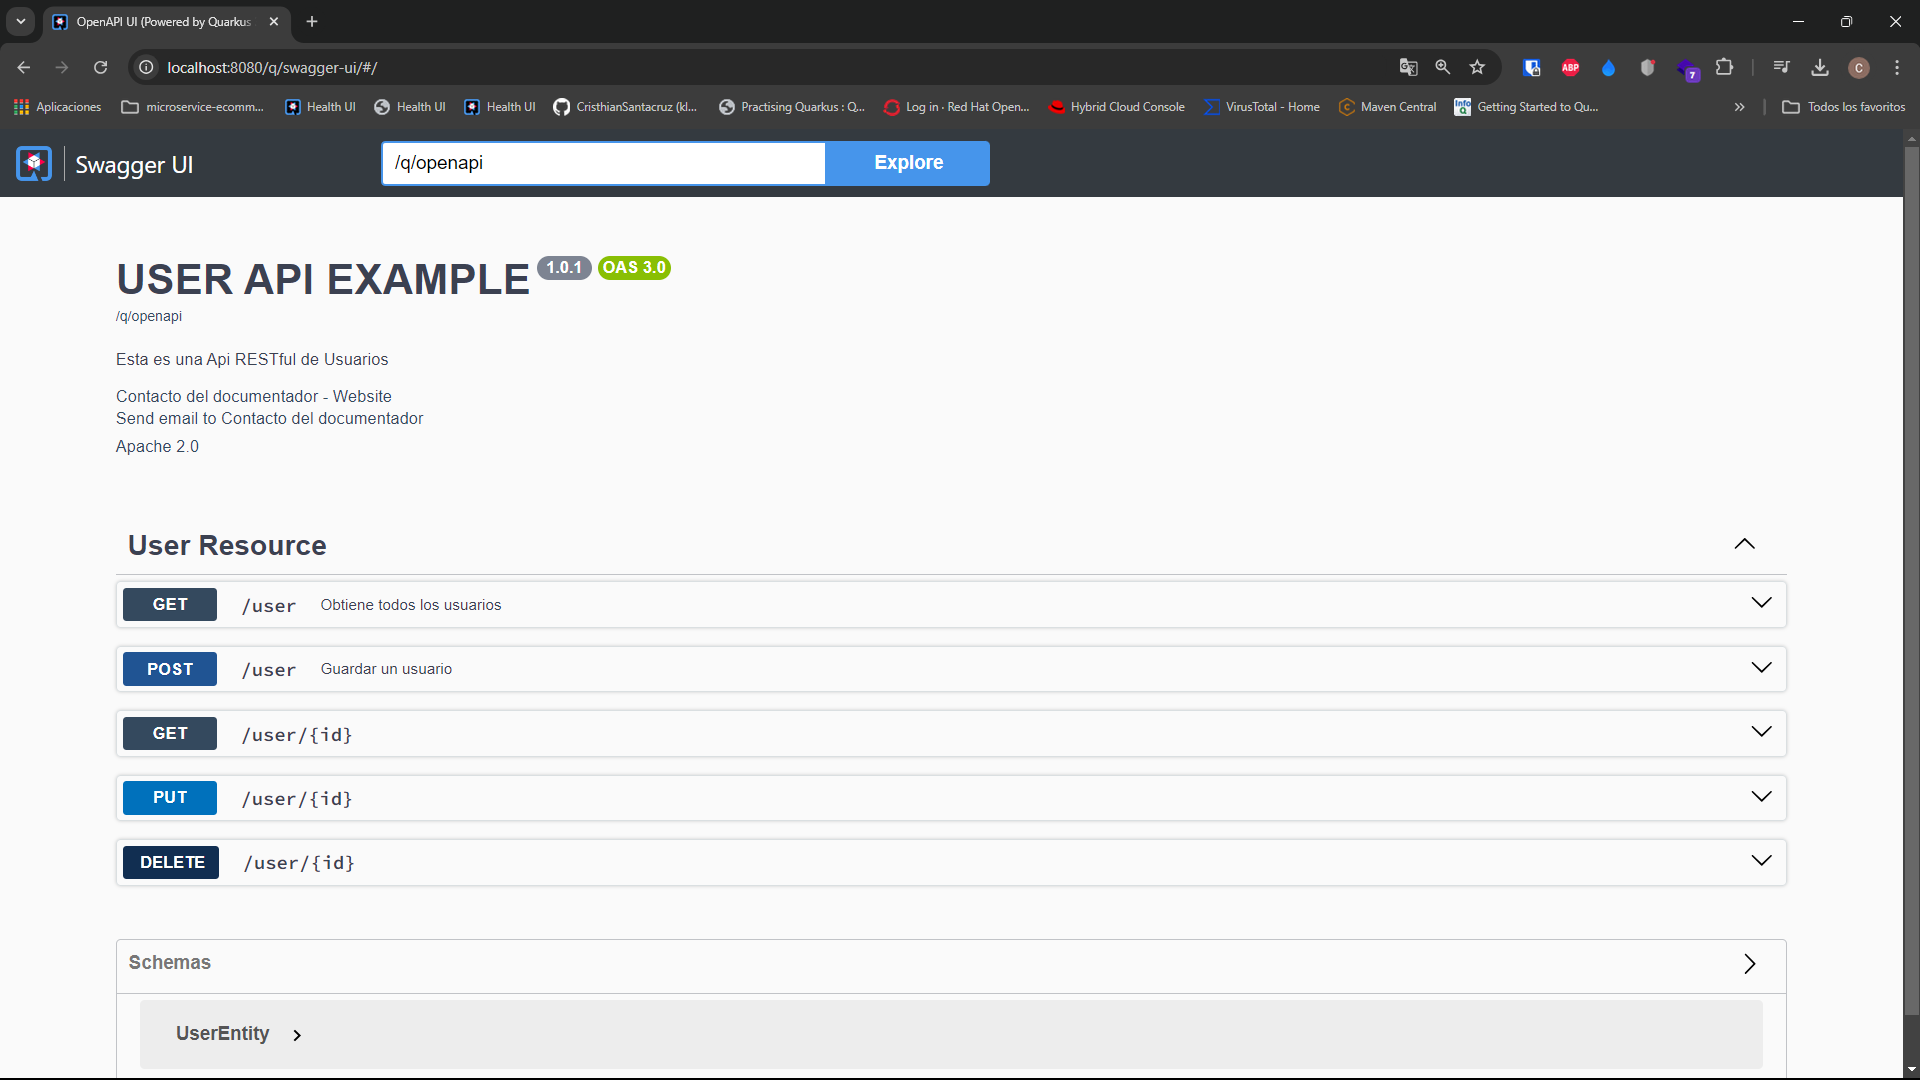 OpenAPI UI (Powered by Quarkus
localhost:8080/q/swagger-ui/#/
ABP
7
C
Aplicaciones microservice-ecomm... Health UI Health UI Health UI CristhianSantacruz (kl... Practising Quarkus : Q... Log in · Red Hat Open... Hybrid Cloud Console VirusTotal - Home Maven Central Getting Started to Qu... » Todos los favoritos
Swagger UI
/q/openapi
Explore
USER API EXAMPLE 1.0.1 OAS 3.0
/q/openapi
Esta es una Api RESTful de Usuarios
Contacto del documentador - Website
Send email to Contacto del documentador
Apache 2.0
User Resource
GET /user Obtiene todos los usuarios
POST /user Guardar un usuario
GET /user/{id}
PUT /user/{id}
DELETE /user/{id}
Schemas
UserEntity